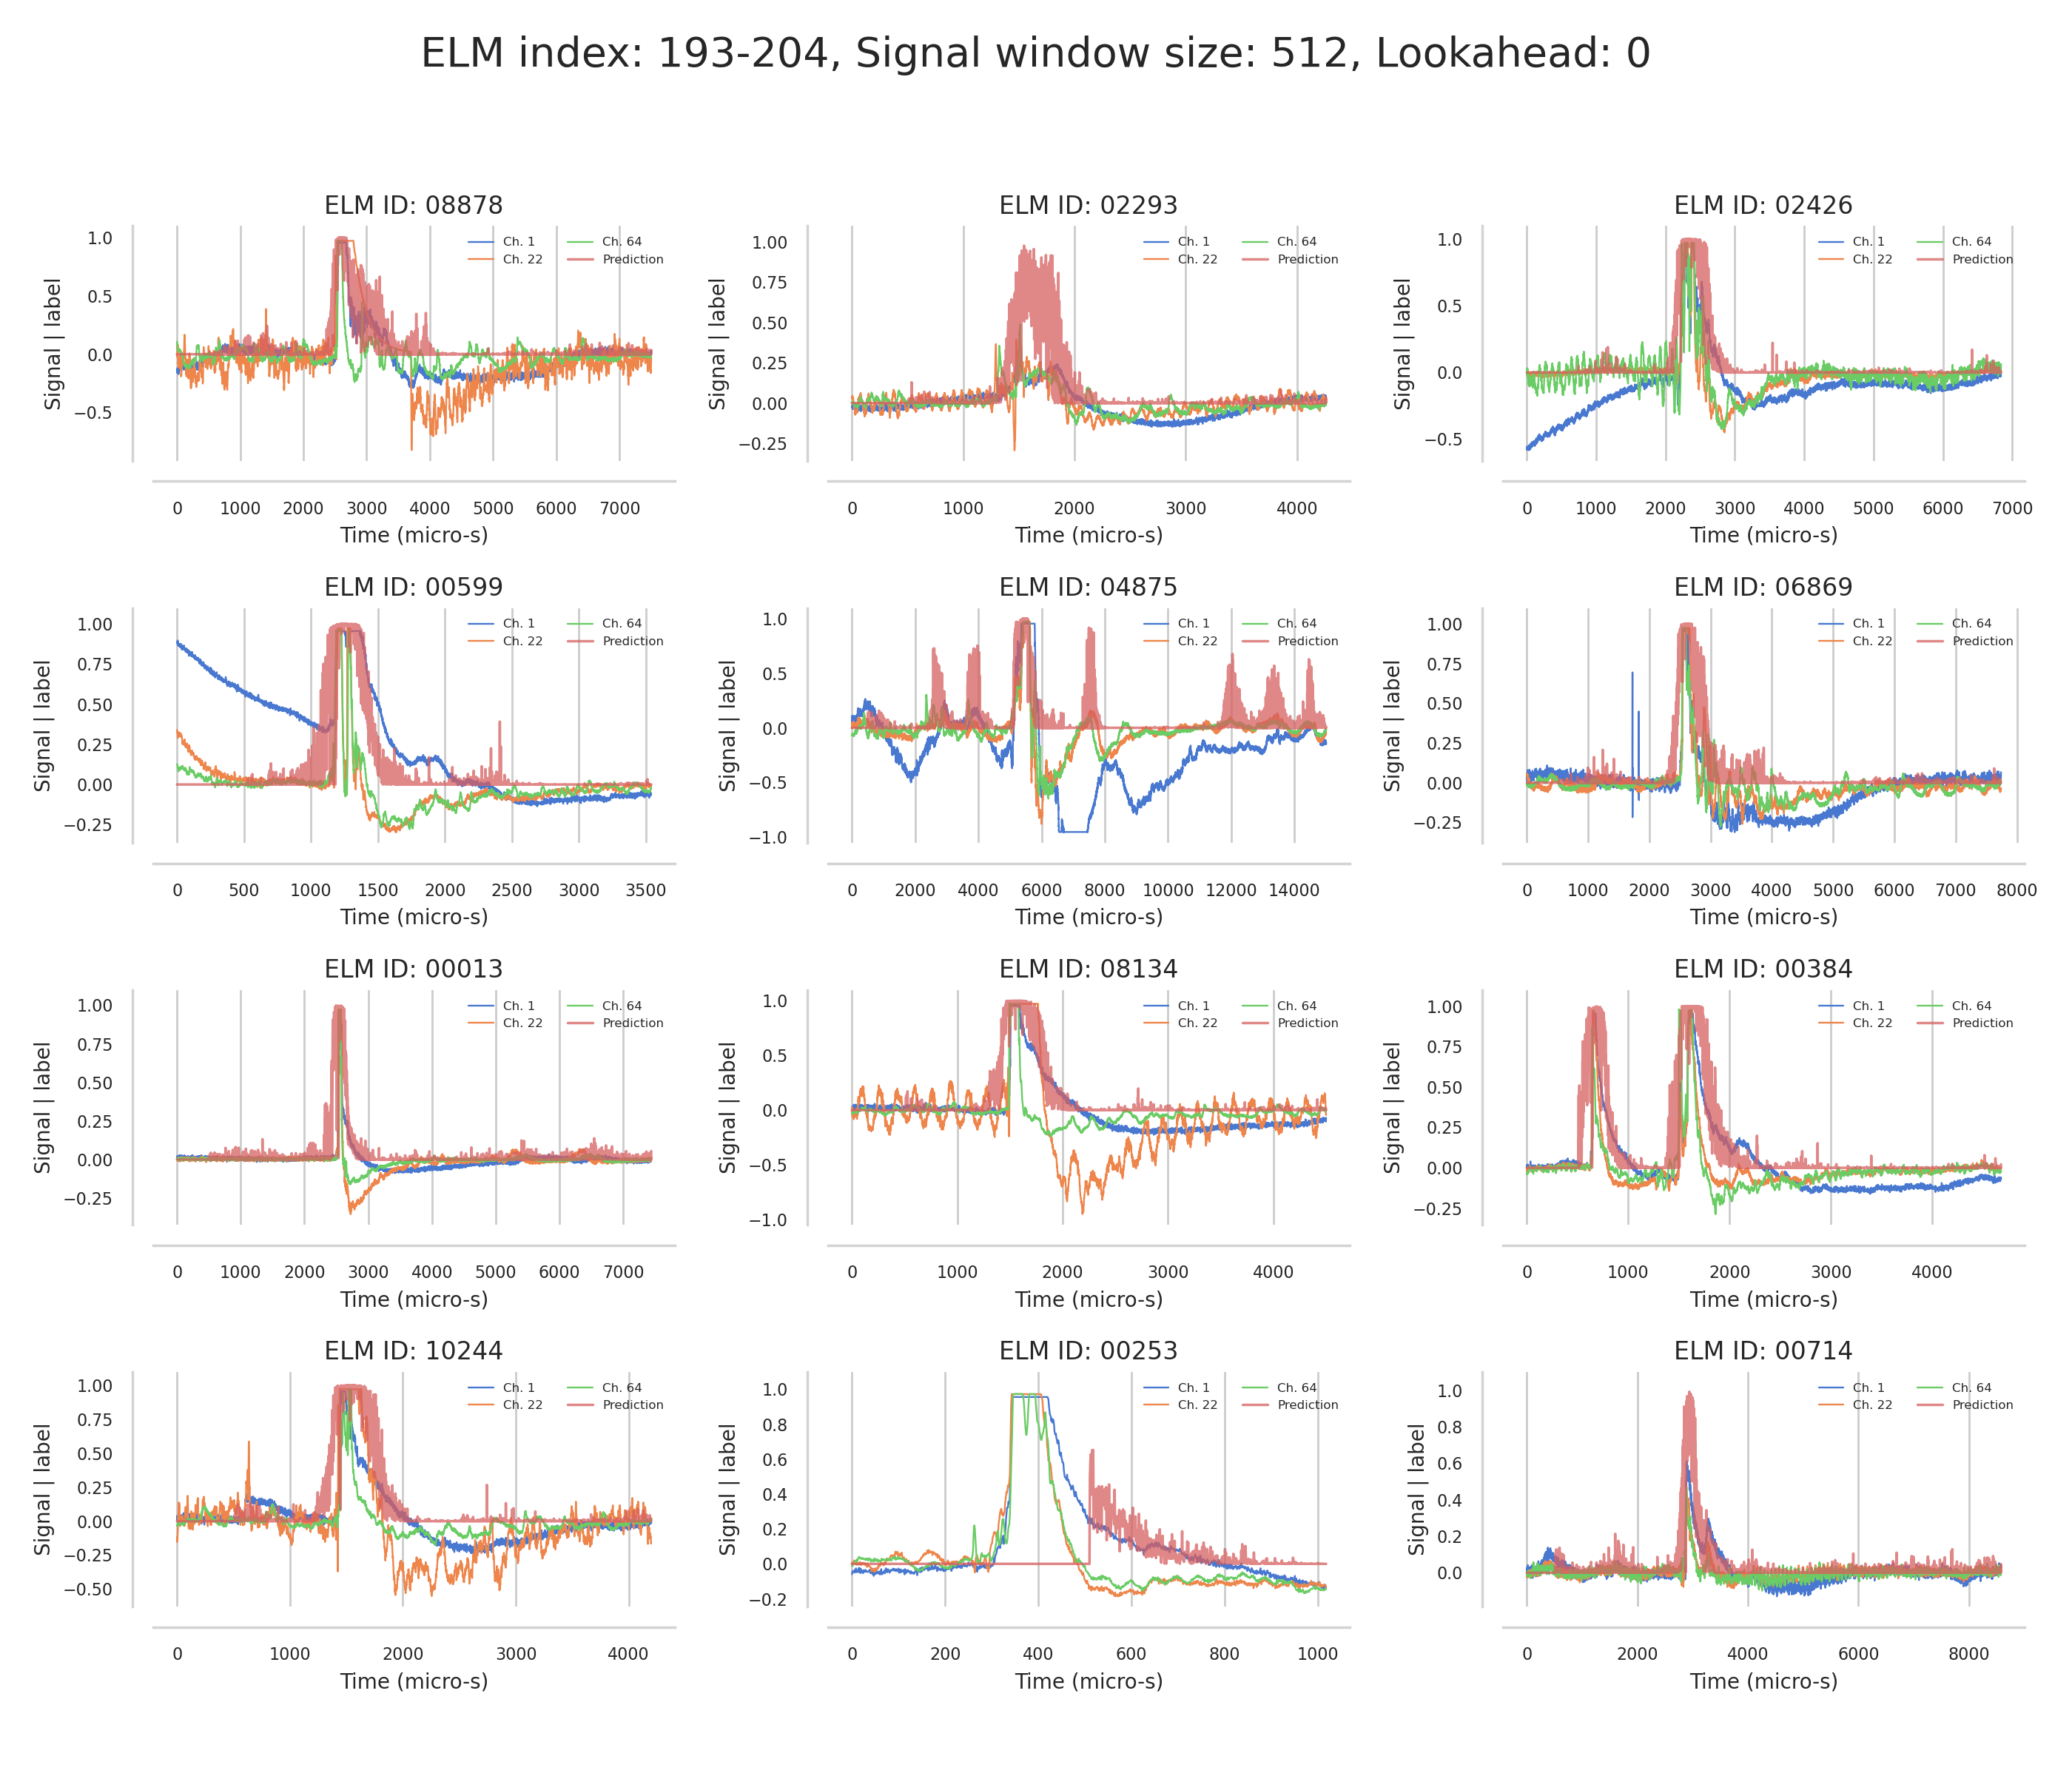 ELM index: 193-204, Signal window size: 512, Lookahead: 0
ELM ID: 08878
Signal | label
1.0
0.5
0.0
−0.5
Ch. 1 Ch. 64
Ch. 22 Prediction
0 1000 2000 3000 4000 5000 6000 7000
Time (micro-s)
ELM ID: 02293
Signal | label
1.00
0.75
0.50
0.25
0.00
−0.25
Ch. 1 Ch. 64
Ch. 22 Prediction
0 1000 2000 3000 4000
Time (micro-s)
ELM ID: 02426
Signal | label
1.0
0.5
0.0
−0.5
Ch. 1 Ch. 64
Ch. 22 Prediction
0 1000 2000 3000 4000 5000 6000 7000
Time (micro-s)
ELM ID: 00599
Signal | label
1.00
0.75
0.50
0.25
0.00
−0.25
Ch. 1 Ch. 64
Ch. 22 Prediction
0 500 1000 1500 2000 2500 3000 3500
Time (micro-s)
ELM ID: 04875
Signal | label
1.0
0.5
0.0
−0.5
−1.0
Ch. 1 Ch. 64
Ch. 22 Prediction
0 2000 4000 6000 8000 10000 12000 14000
Time (micro-s)
ELM ID: 06869
Signal | label
1.00
0.75
0.50
0.25
0.00
−0.25
Ch. 1 Ch. 64
Ch. 22 Prediction
0 1000 2000 3000 4000 5000 6000 7000 8000
Time (micro-s)
ELM ID: 00013
Signal | label
1.00
0.75
0.50
0.25
0.00
−0.25
Ch. 1 Ch. 64
Ch. 22 Prediction
0 1000 2000 3000 4000 5000 6000 7000
Time (micro-s)
ELM ID: 08134
Signal | label
1.0
0.5
0.0
−0.5
−1.0
Ch. 1 Ch. 64
Ch. 22 Prediction
0 1000 2000 3000 4000
Time (micro-s)
ELM ID: 00384
Signal | label
1.00
0.75
0.50
0.25
0.00
−0.25
Ch. 1 Ch. 64
Ch. 22 Prediction
0 1000 2000 3000 4000
Time (micro-s)
ELM ID: 10244
Signal | label
1.00
0.75
0.50
0.25
0.00
−0.25
−0.50
Ch. 1 Ch. 64
Ch. 22 Prediction
0 1000 2000 3000 4000
Time (micro-s)
ELM ID: 00253
Signal | label
1.0
0.8
0.6
0.4
0.2
0.0
−0.2
Ch. 1 Ch. 64
Ch. 22 Prediction
0 200 400 600 800 1000
Time (micro-s)
ELM ID: 00714
Signal | label
1.0
0.8
0.6
0.4
0.2
0.0
Ch. 1 Ch. 64
Ch. 22 Prediction
0 2000 4000 6000 8000
Time (micro-s)